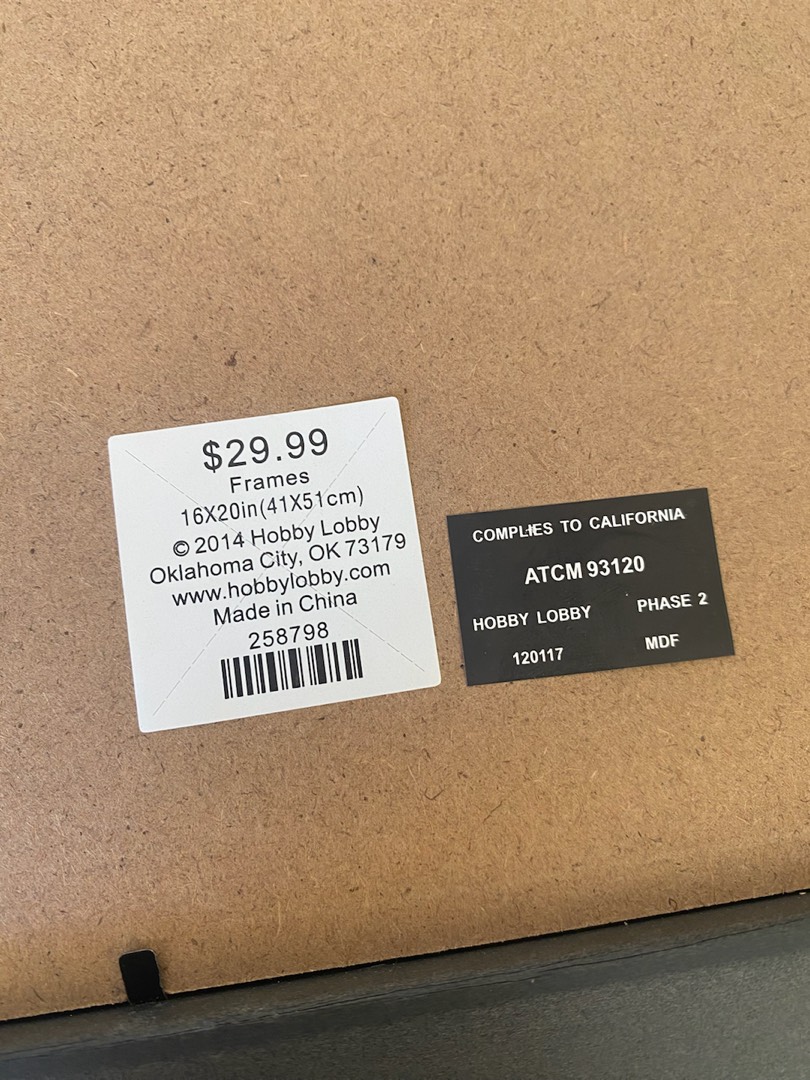 $29.99
Frames
16X20in(41X51cm)
© 2014 Hobby Lobby
Oklahoma City, OK 73179
www.hobbylobby.com
Made in China
258798
COMPLIES TO CALIFORNIA
ATCM 93120
HOBBY LOBBY PHASE 2
120117 MDF